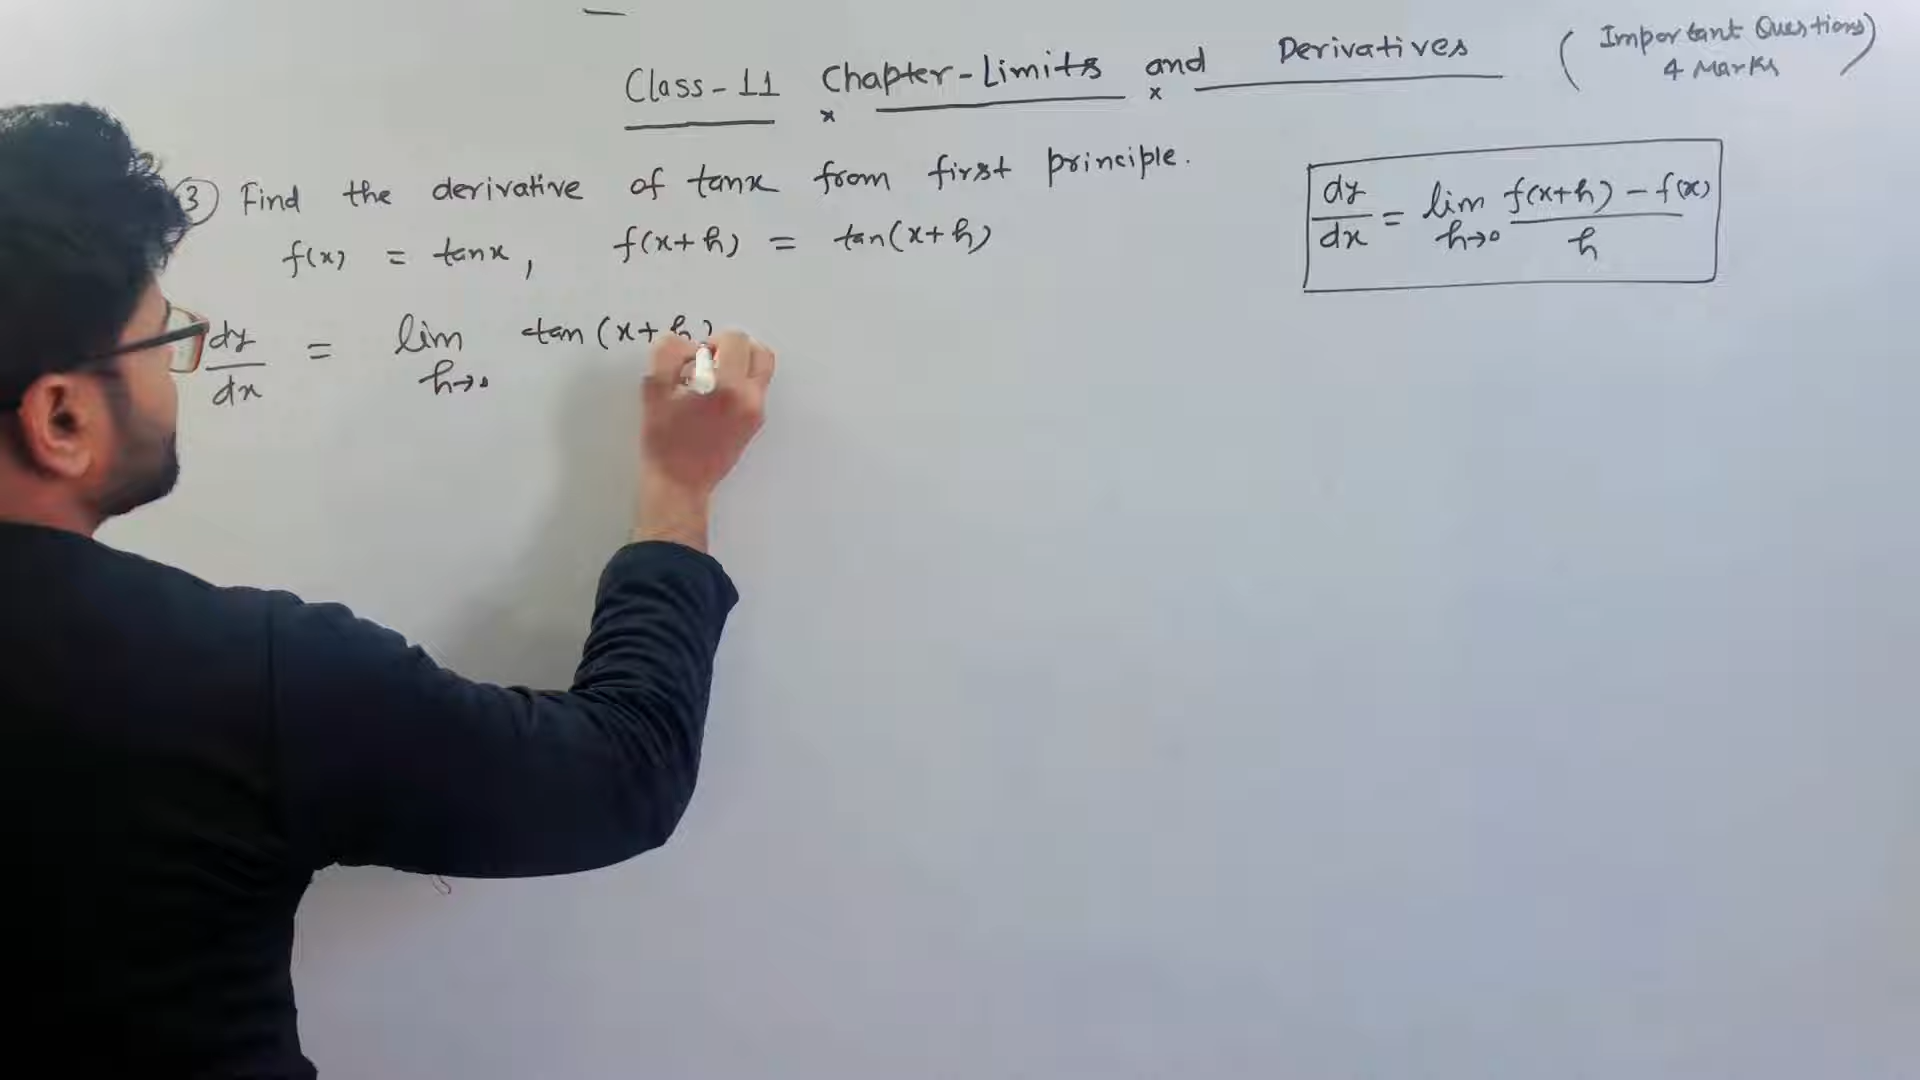 Class-11 Chapter-Limits and Derivatives (Important Questions)
4 Marks
③ Find the derivative of tanx from first principle.
f(x) = tanx, f(x+h) = tan(x+h)
dy/dx = lim h→0 f(x+h) - f(x) / h
dy/dx = lim h→0 tan(x+h)